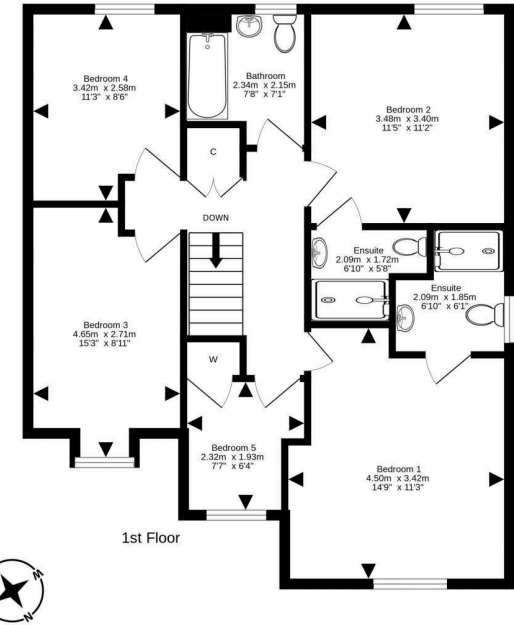 Bedroom 4
3.42m x 2.58m
11'3" x 8'6"
Bathroom
2.34m x 2.15m
7'8" x 7'1"
Bedroom 2
3.48m x 3.40m
11'5" x 11'2"
C
DOWN
Ensuite
2.09m x 1.72m
6'10" x 5'8"
Ensuite
2.09m x 1.85m
6'10" x 6'1"
Bedroom 3
4.65m x 2.71m
15'3" x 8'11"
W
Bedroom 5
2.32m x 1.93m
7'7" x 6'4"
Bedroom 1
4.50m x 3.42m
14'9" x 11'3"
1st Floor
N